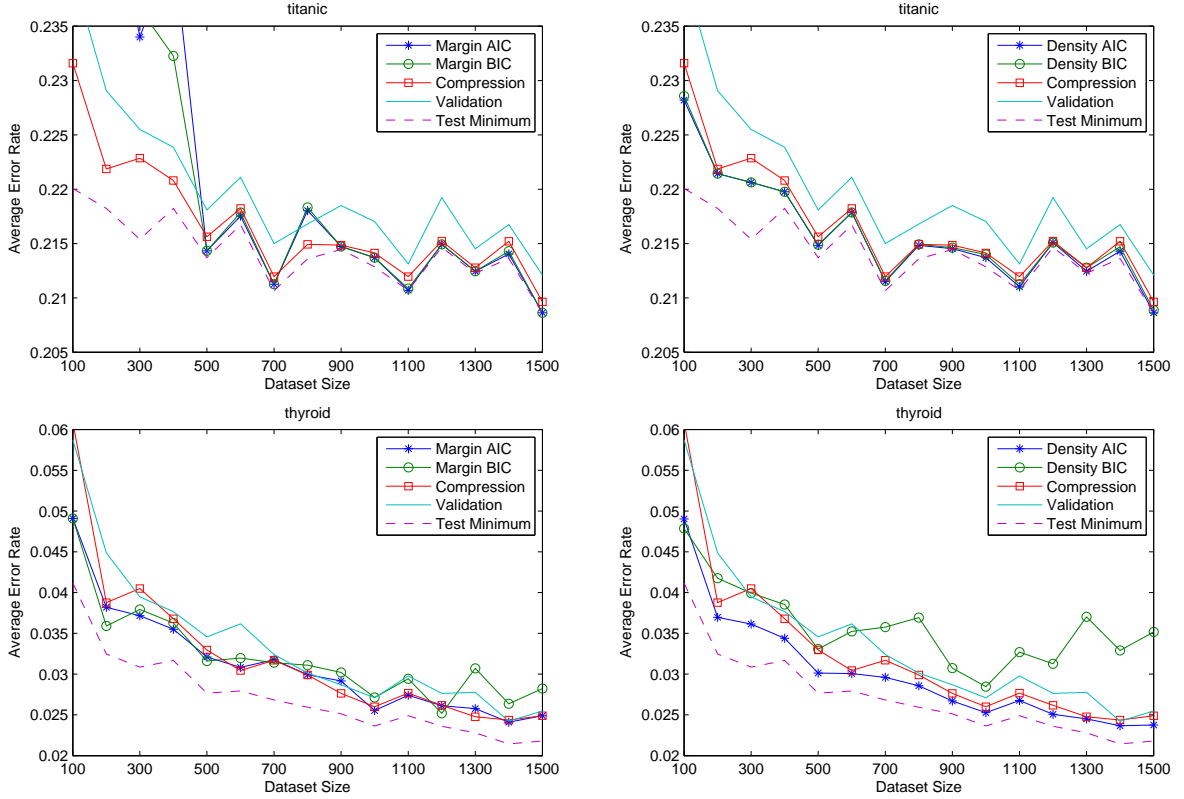 titanic
0.235
0.23
0.225
0.22
0.215
0.21
0.205
Average Error Rate
100 300 500 700 900 1100 1300 1500
Dataset Size
Margin AIC
Margin BIC
Compression
Validation
Test Minimum
titanic
0.235
0.23
0.225
0.22
0.215
0.21
0.205
Average Error Rate
100 300 500 700 900 1100 1300 1500
Dataset Size
Density AIC
Density BIC
Compression
Validation
Test Minimum
thyroid
0.06
0.055
0.05
0.045
0.04
0.035
0.03
0.025
0.02
Average Error Rate
100 300 500 700 900 1100 1300 1500
Dataset Size
Margin AIC
Margin BIC
Compression
Validation
Test Minimum
thyroid
0.06
0.055
0.05
0.045
0.04
0.035
0.03
0.025
0.02
Average Error Rate
100 300 500 700 900 1100 1300 1500
Dataset Size
Density AIC
Density BIC
Compression
Validation
Test Minimum